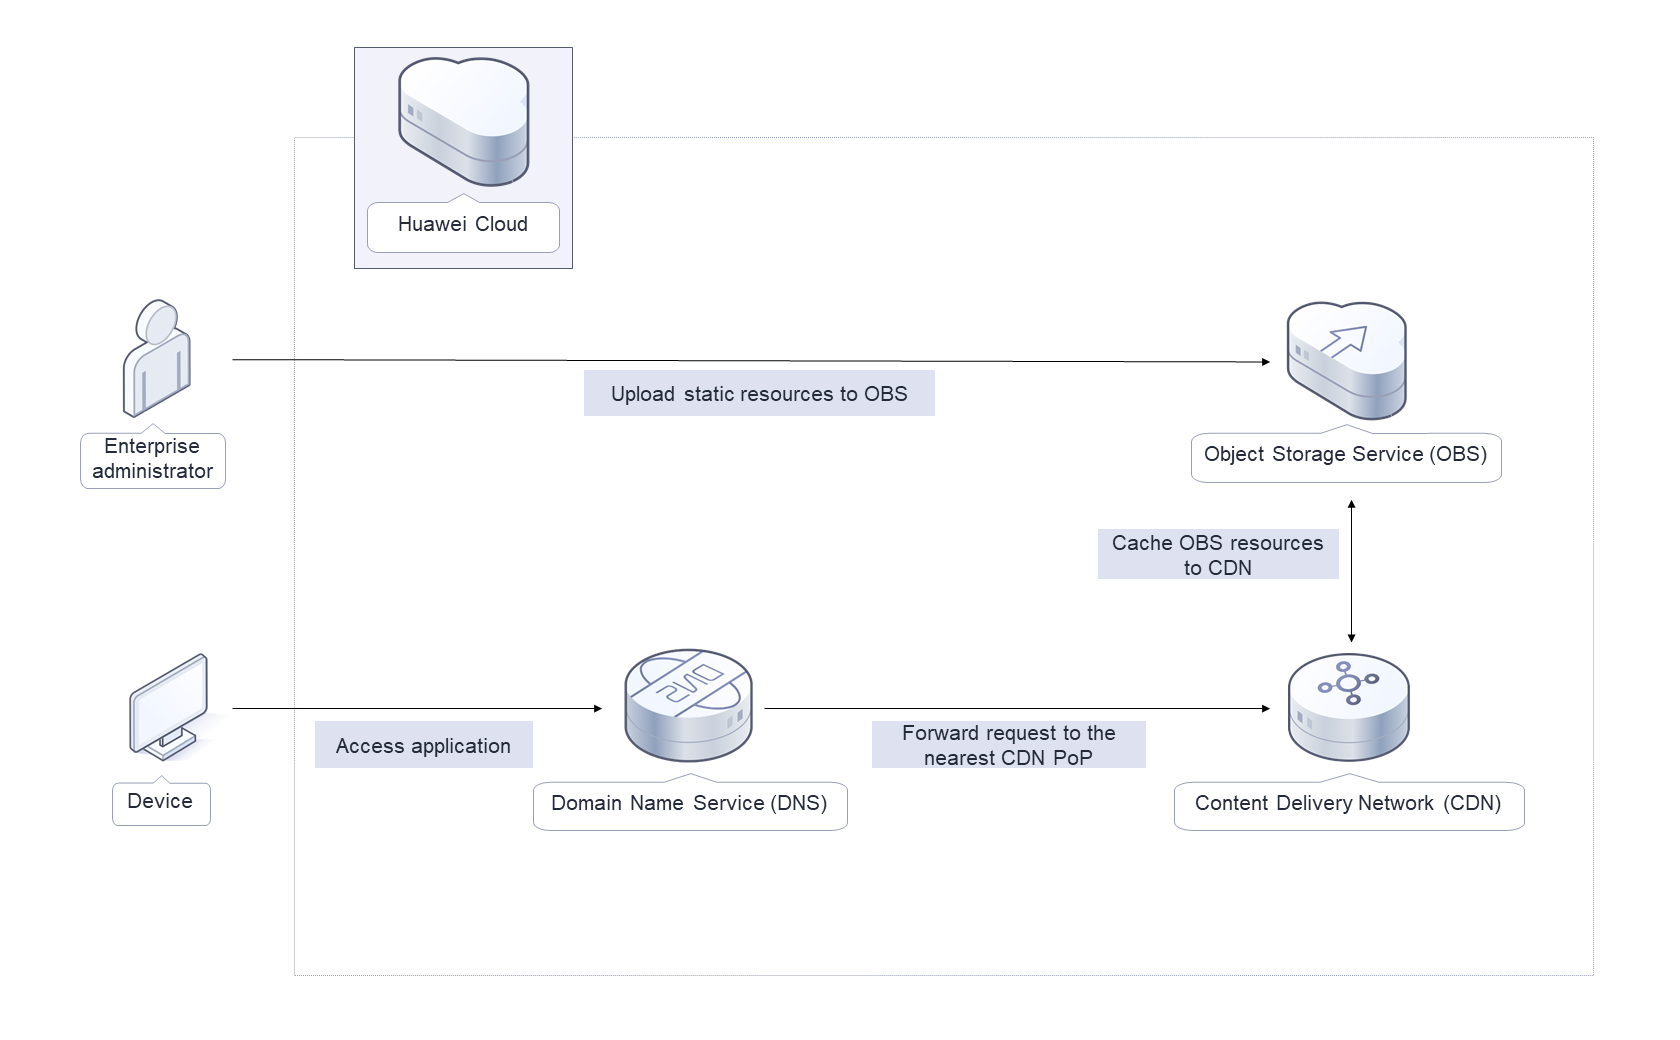 Huawei Cloud
Upload static resources to OBS
Enterprise
administrator
Object Storage Service (OBS)
Cache OBS resources
to CDN
DNS
Access application
Forward request to the
nearest CDN PoP
Device
Domain Name Service (DNS)
Content Delivery Network (CDN)